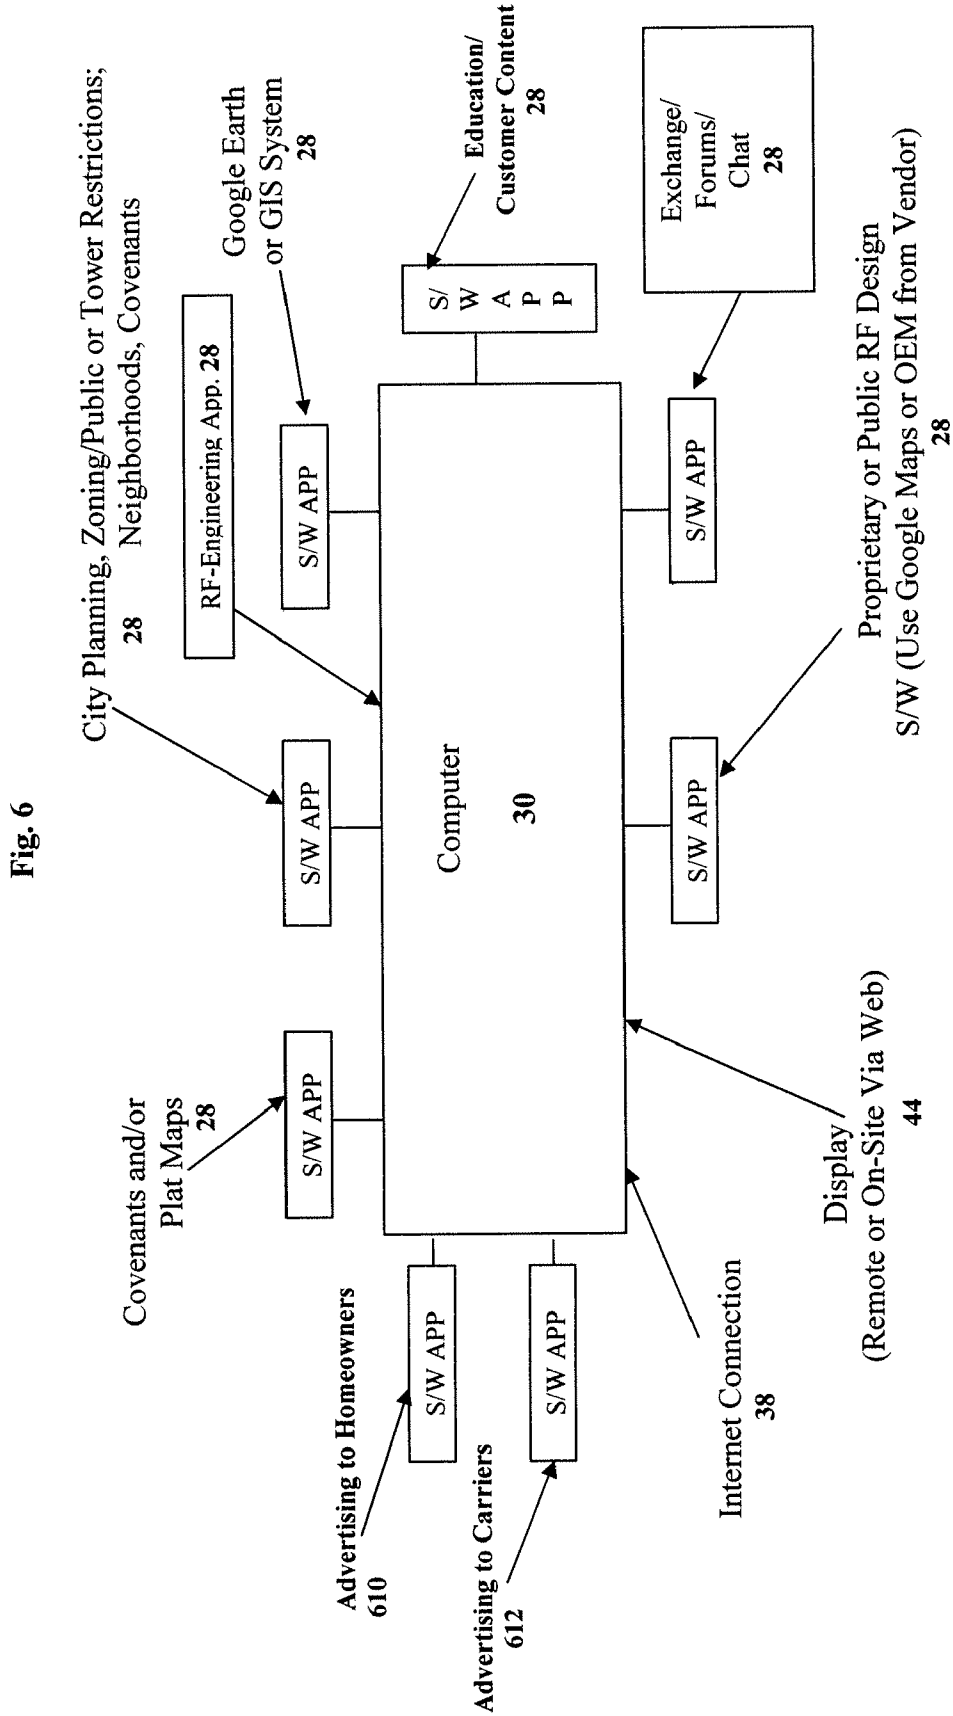 Fig. 6
City Planning, Zoning/Public or Tower Restrictions;
28 Neighborhoods, Covenants
Covenants and/or
Plat Maps
28
RF-Engineering App. 28
Google Earth
or GIS System
28
S/W APP
S/W APP
S/W APP
Advertising to Homeowners
610
S/W APP
Advertising to Carriers
612
S/W APP
Computer
30
S/
W
A
P
P
Education/
Customer Content
28
S/W APP
S/W APP
Exchange/
Forums/
Chat
28
Internet Connection
38
Display
(Remote or On-Site Via Web)
44
Proprietary or Public RF Design
S/W (Use Google Maps or OEM from Vendor)
28